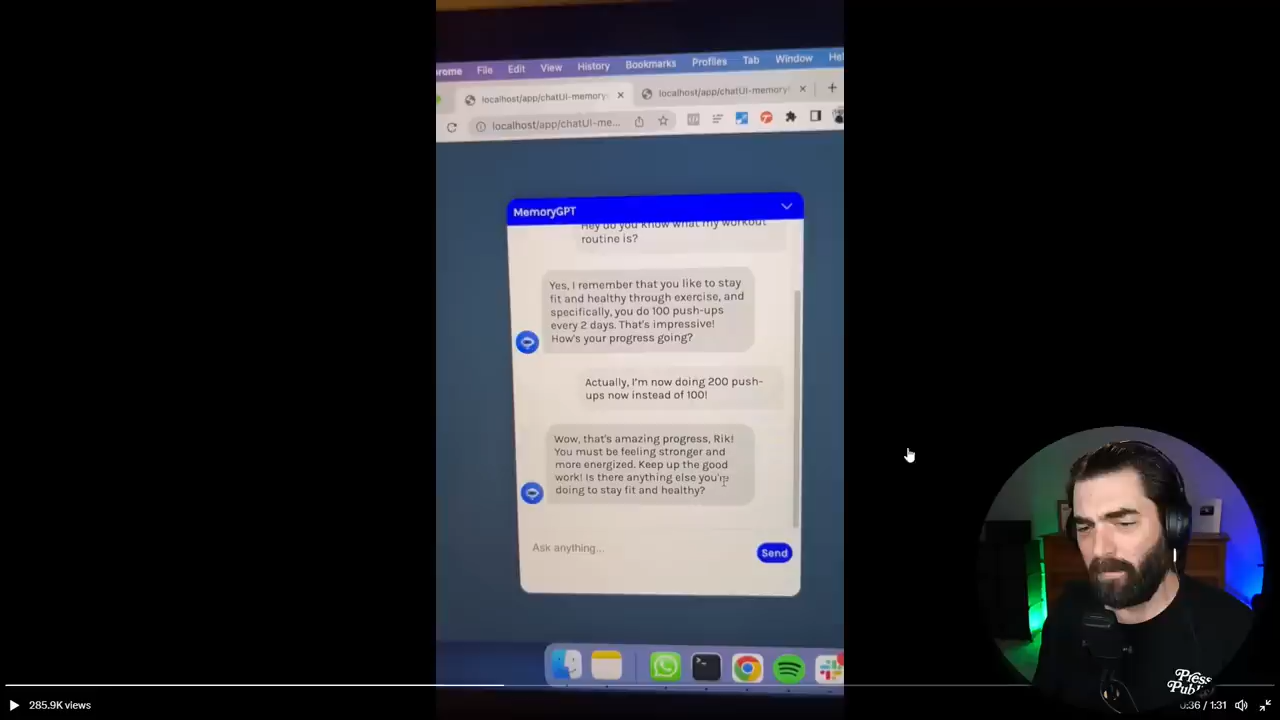 File Edit View History Bookmarks Profiles Tab Window
localhost/app/chatUI-memory
localhost/app/chatUI-memory
localhost/app/chatUI-me...
MemoryGPT
Hey do you know what my workout
routine is?
Yes, I remember that you like to stay
fit and healthy through exercise, and
specifically, you do 100 push-ups
every 2 days. That's impressive!
How's your progress going?
Actually, I'm now doing 200 push-
ups now instead of 100!
Wow, that's amazing progress, Rik!
You must be feeling stronger and
more energized. Keep up the good
work! Is there anything else you're
doing to stay fit and healthy?
Ask anything...
Send
Press
285.9K views
0:36 / 1:31